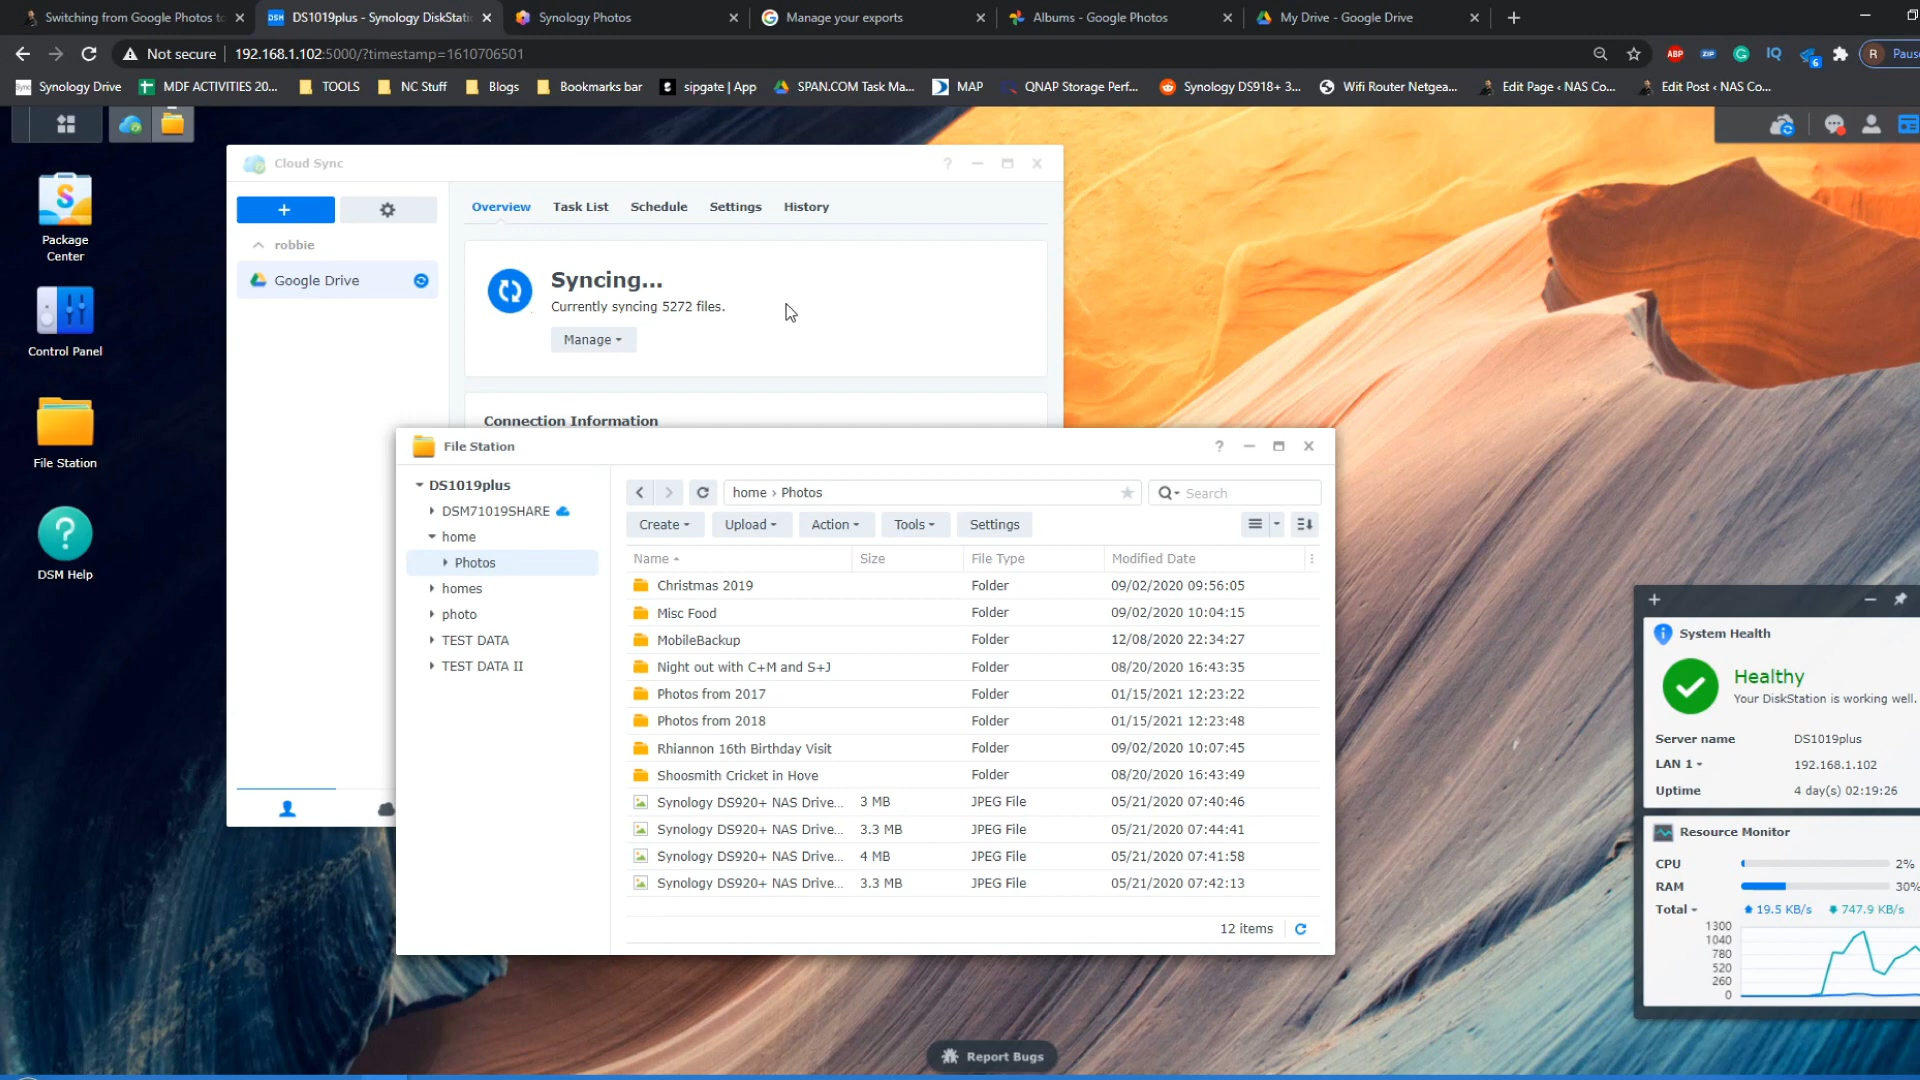 Switching from Google Photos to
DS1019plus - Synology DiskStatio
Synology Photos
Manage your exports
Albums - Google Photos
My Drive - Google Drive
Not secure
192.168.1.102:5000/?timestamp=1610706501
ABP
ZIP
IQ
6
R
Pause
Synology Drive
MDF ACTIVITIES 20...
TOOLS
NC Stuff
Blogs
Bookmarks bar
sipgate | App
SPAN.COM Task Ma...
MAP
QNAP Storage Perf...
Synology DS918+ 3...
Wifi Router Netgea...
Edit Page ‹ NAS Co...
Edit Post ‹ NAS Co...
Package
Center
Control Panel
File Station
DSM Help
Cloud Sync
robbie
Google Drive
Overview
Task List
Schedule
Settings
History
Syncing...
Currently syncing 5272 files.
Manage
Connection Information
File Station
DS1019plus
DSM71019SHARE
home
Photos
homes
photo
TEST DATA
TEST DATA II
home › Photos
Search
Create
Upload
Action
Tools
Settings
Name Size File Type Modified Date
Christmas 2019 Folder 09/02/2020 09:56:05
Misc Food Folder 09/02/2020 10:04:15
MobileBackup Folder 12/08/2020 22:34:27
Night out with C+M and S+J Folder 08/20/2020 16:43:35
Photos from 2017 Folder 01/15/2021 12:23:22
Photos from 2018 Folder 01/15/2021 12:23:48
Rhiannon 16th Birthday Visit Folder 09/02/2020 10:07:45
Shoosmith Cricket in Hove Folder 08/20/2020 16:43:49
Synology DS920+ NAS Drive... 3 MB JPEG File 05/21/2020 07:40:46
Synology DS920+ NAS Drive... 3.3 MB JPEG File 05/21/2020 07:44:41
Synology DS920+ NAS Drive... 4 MB JPEG File 05/21/2020 07:41:58
Synology DS920+ NAS Drive... 3.3 MB JPEG File 05/21/2020 07:42:13
12 items
System Health
Healthy
Your DiskStation is working well.
Server name DS1019plus
LAN 1 192.168.1.102
Uptime 4 day(s) 02:19:26
Resource Monitor
CPU 2%
RAM 30%
Total 19.5 KB/s 747.9 KB/s
1300
1040
780
520
260
0
Report Bugs